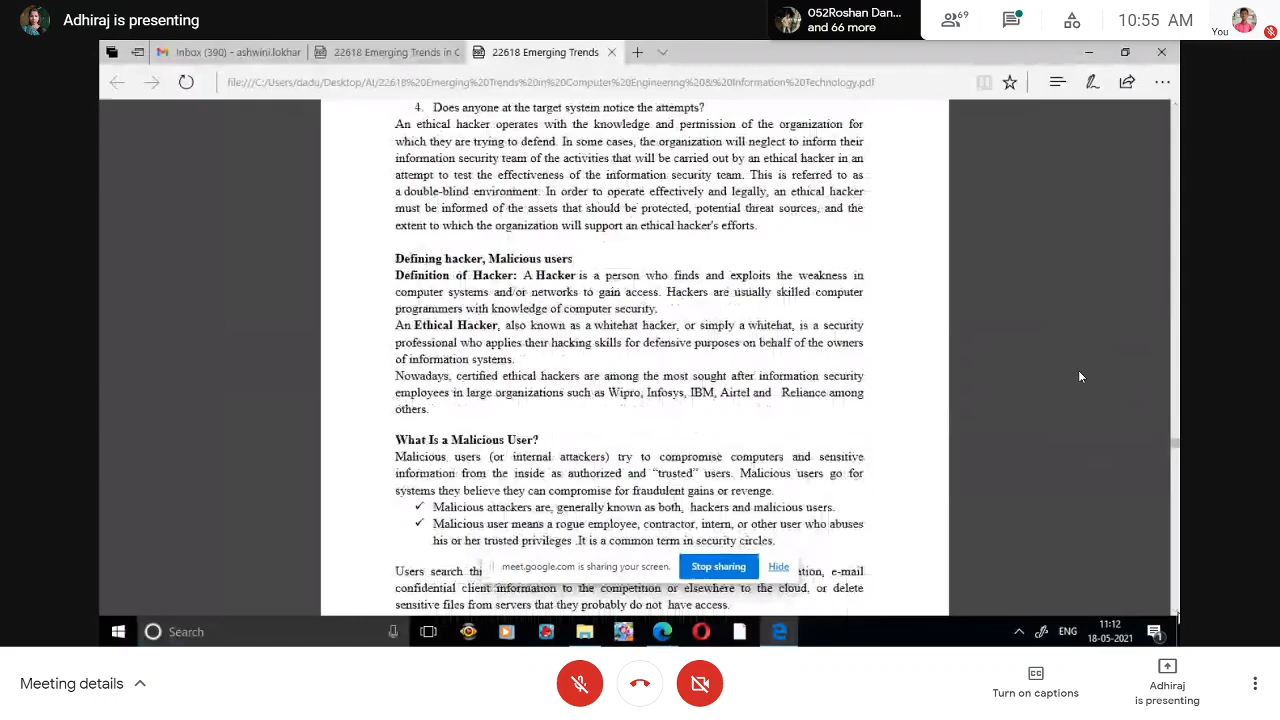 Adhiraj is presenting
052Roshan Dan...
and 66 more
69
10:55 AM
You
Inbox (390) - ashwini.lokhar
22618 Emerging Trends in C
22618 Emerging Trends
file:///C:/Users/dadu/Desktop/AI/22618%20Emerging%20Trends%20in%20Computer%20Engineering%20&%20Information%20Technology.pdf
4. Does anyone at the target system notice the attempts?
An ethical hacker operates with the knowledge and permission of the organization for
which they are trying to defend. In some cases, the organization will neglect to inform their
information security team of the activities that will be carried out by an ethical hacker in an
attempt to test the effectiveness of the information security team. This is referred to as
a double-blind environment. In order to operate effectively and legally, an ethical hacker
must be informed of the assets that should be protected, potential threat sources, and the
extent to which the organization will support an ethical hacker's efforts.
Defining hacker, Malicious users
Definition of Hacker: A Hacker is a person who finds and exploits the weakness in
computer systems and/or networks to gain access. Hackers are usually skilled computer
programmers with knowledge of computer security.
An Ethical Hacker, also known as a whitehat hacker, or simply a whitehat, is a security
professional who applies their hacking skills for defensive purposes on behalf of the owners
of information systems.
Nowadays, certified ethical hackers are among the most sought after information security
employees in large organizations such as Wipro, Infosys, IBM, Airtel and Reliance among
others.
What Is a Malicious User?
Malicious users (or internal attackers) try to compromise computers and sensitive
information from the inside as authorized and “trusted” users. Malicious users go for
systems they believe they can compromise for fraudulent gains or revenge.
✓ Malicious attackers are, generally known as both, hackers and malicious users.
✓ Malicious user means a rogue employee, contractor, intern, or other user who abuses
his or her trusted privileges .It is a common term in security circles.
meet.google.com is sharing your screen. Stop sharing Hide
Users search e-mail
confidential client information to the competition or elsewhere to the cloud, or delete
sensitive files from servers that they probably do not have access.
Search
ENG
11:12
18-05-2021
1
Meeting details
Turn on captions
Adhiraj
is presenting